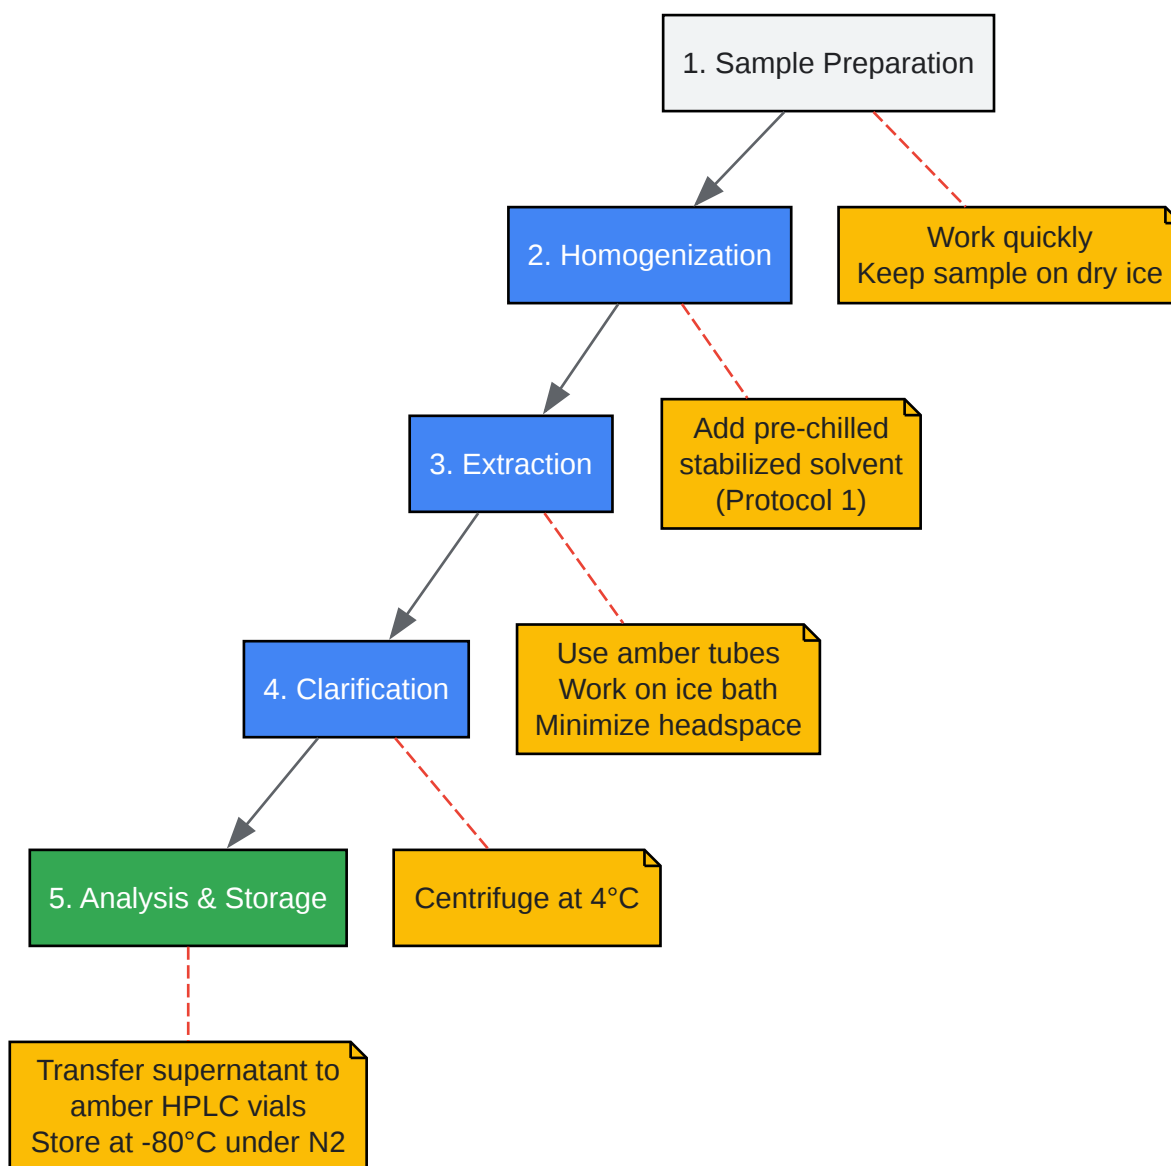 1. Sample Preparation
2. Homogenization
Work quickly
Keep sample on dry ice
3. Extraction
Add pre-chilled
stabilized solvent
(Protocol 1)
4. Clarification
Use amber tubes
Work on ice bath
Minimize headspace
5. Analysis & Storage
Centrifuge at 4°C
Transfer supernatant to
amber HPLC vials
Store at -80°C under N2